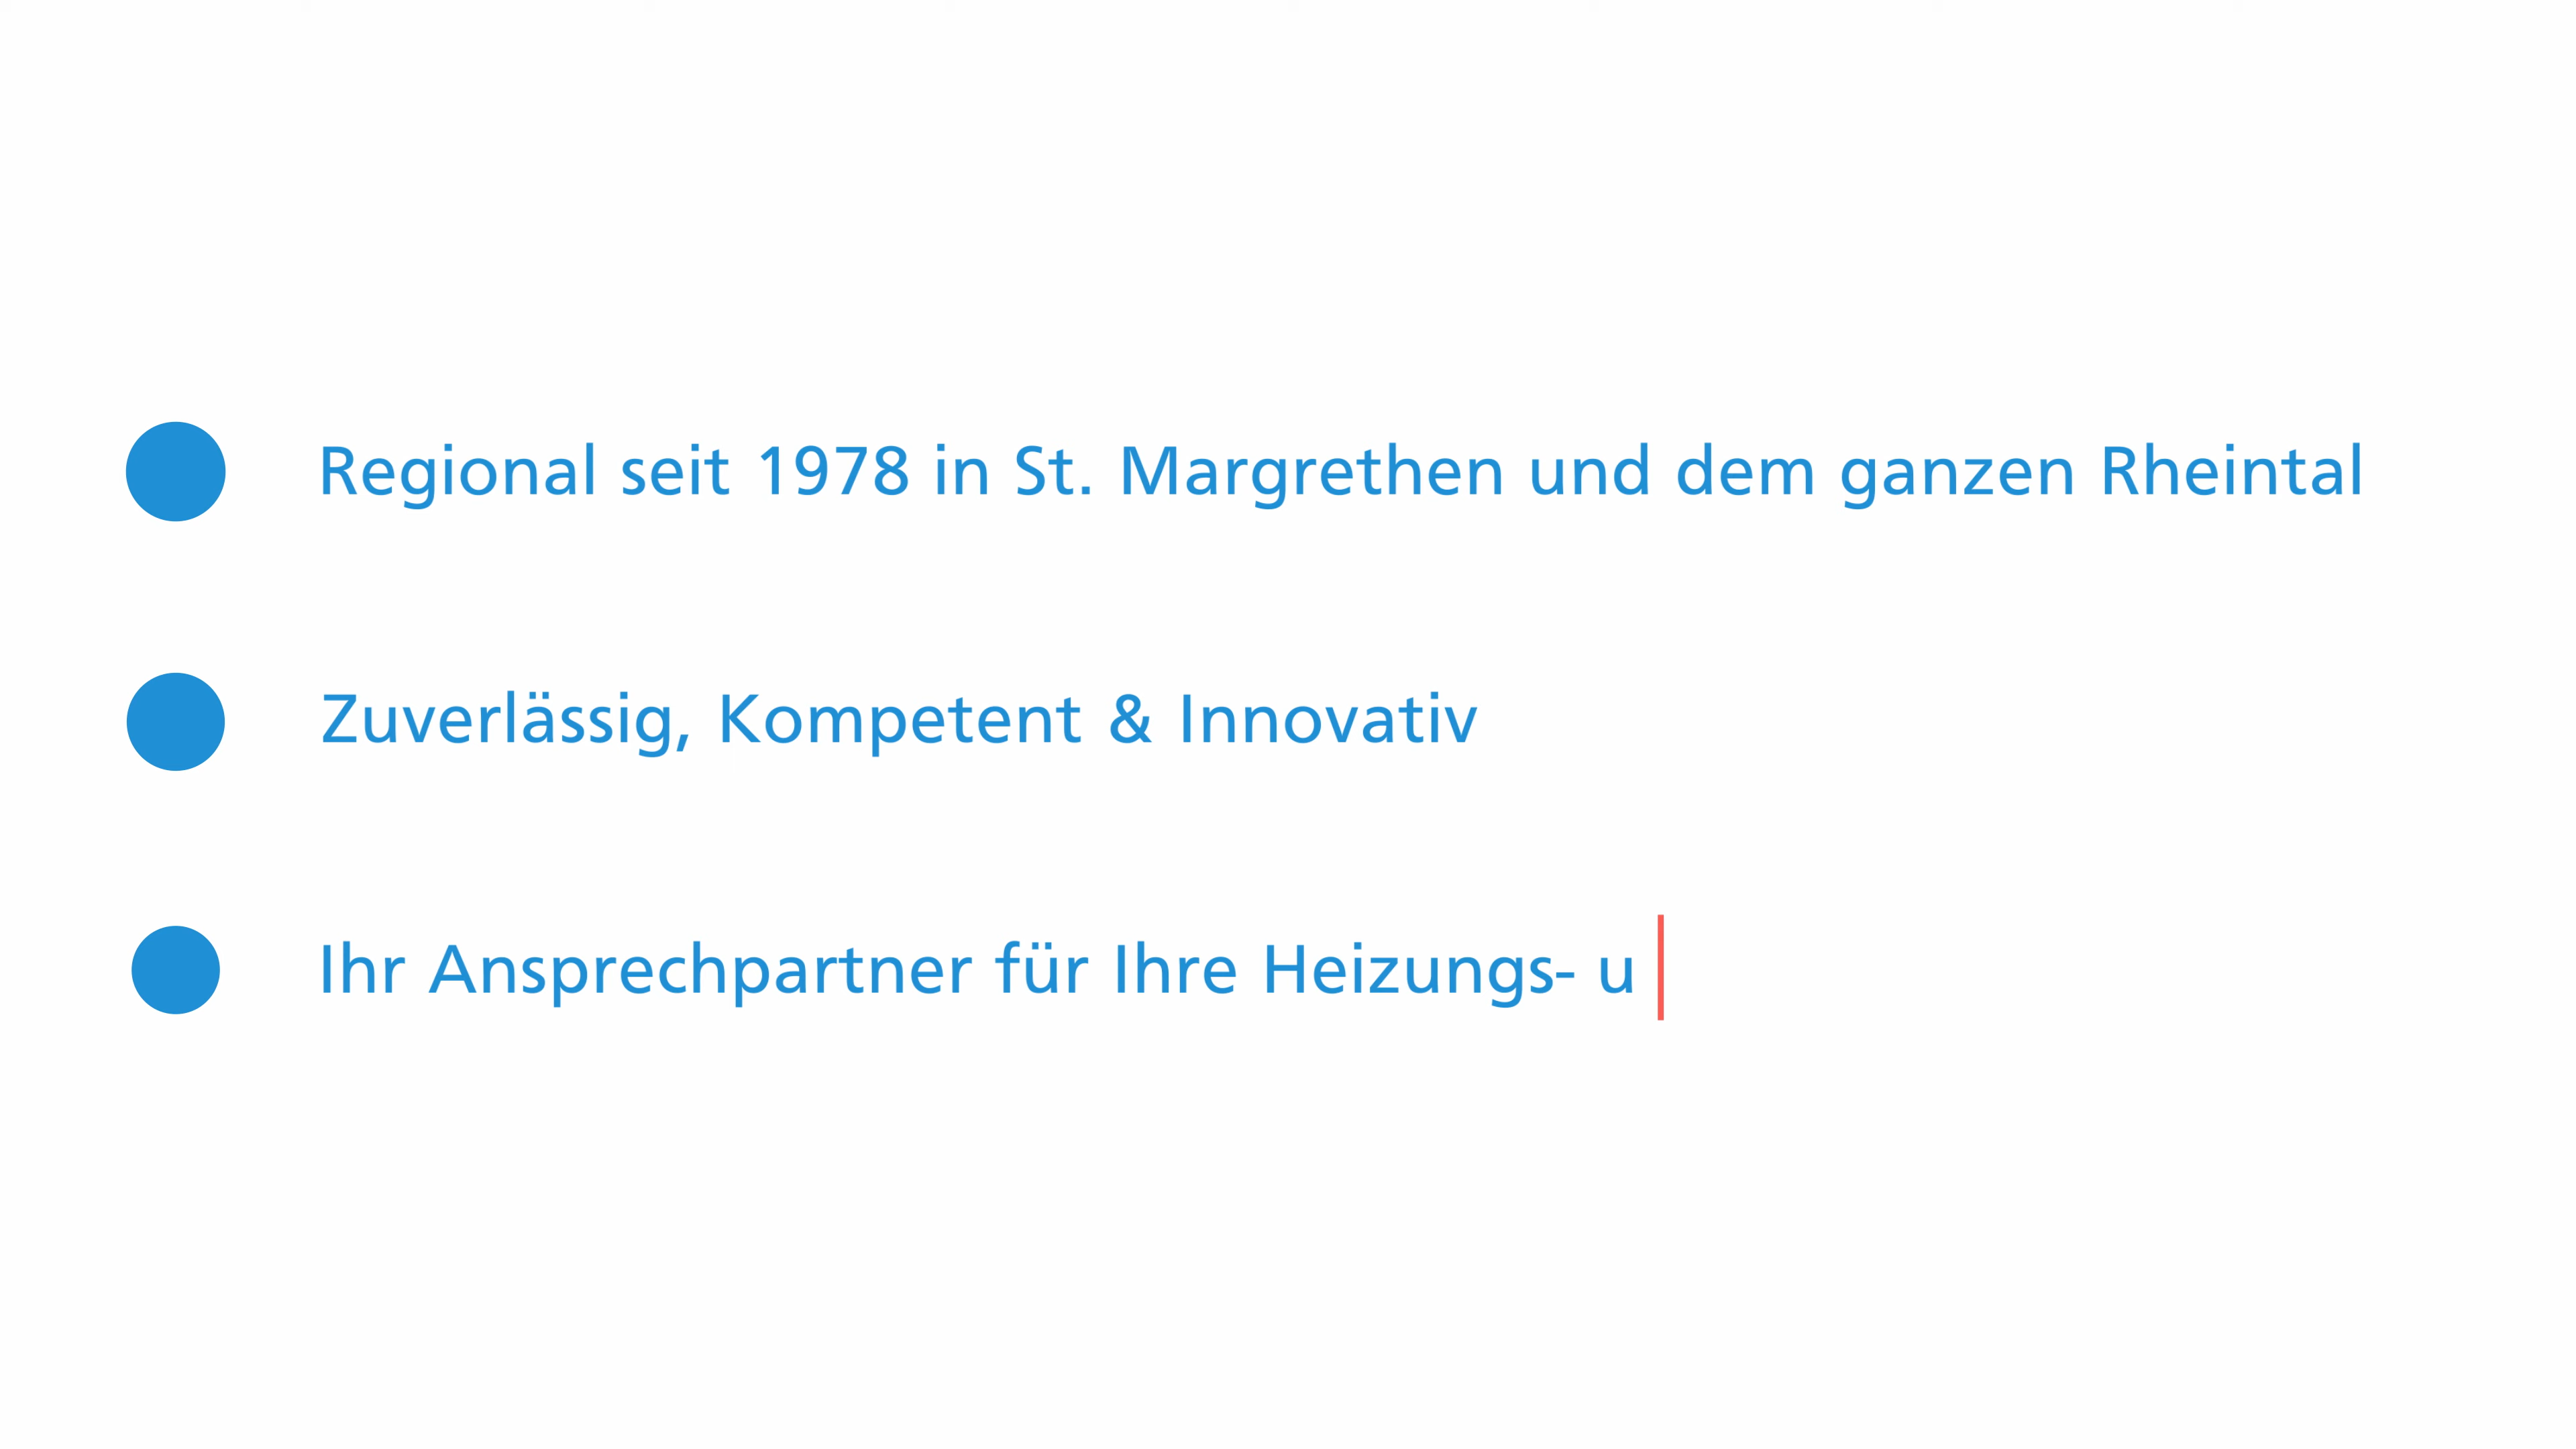 Regional seit 1978 in St. Margrethen und dem ganzen Rheintal
Zuverlässig, Kompetent & Innovativ
Ihr Ansprechpartner für Ihre Heizungs- u